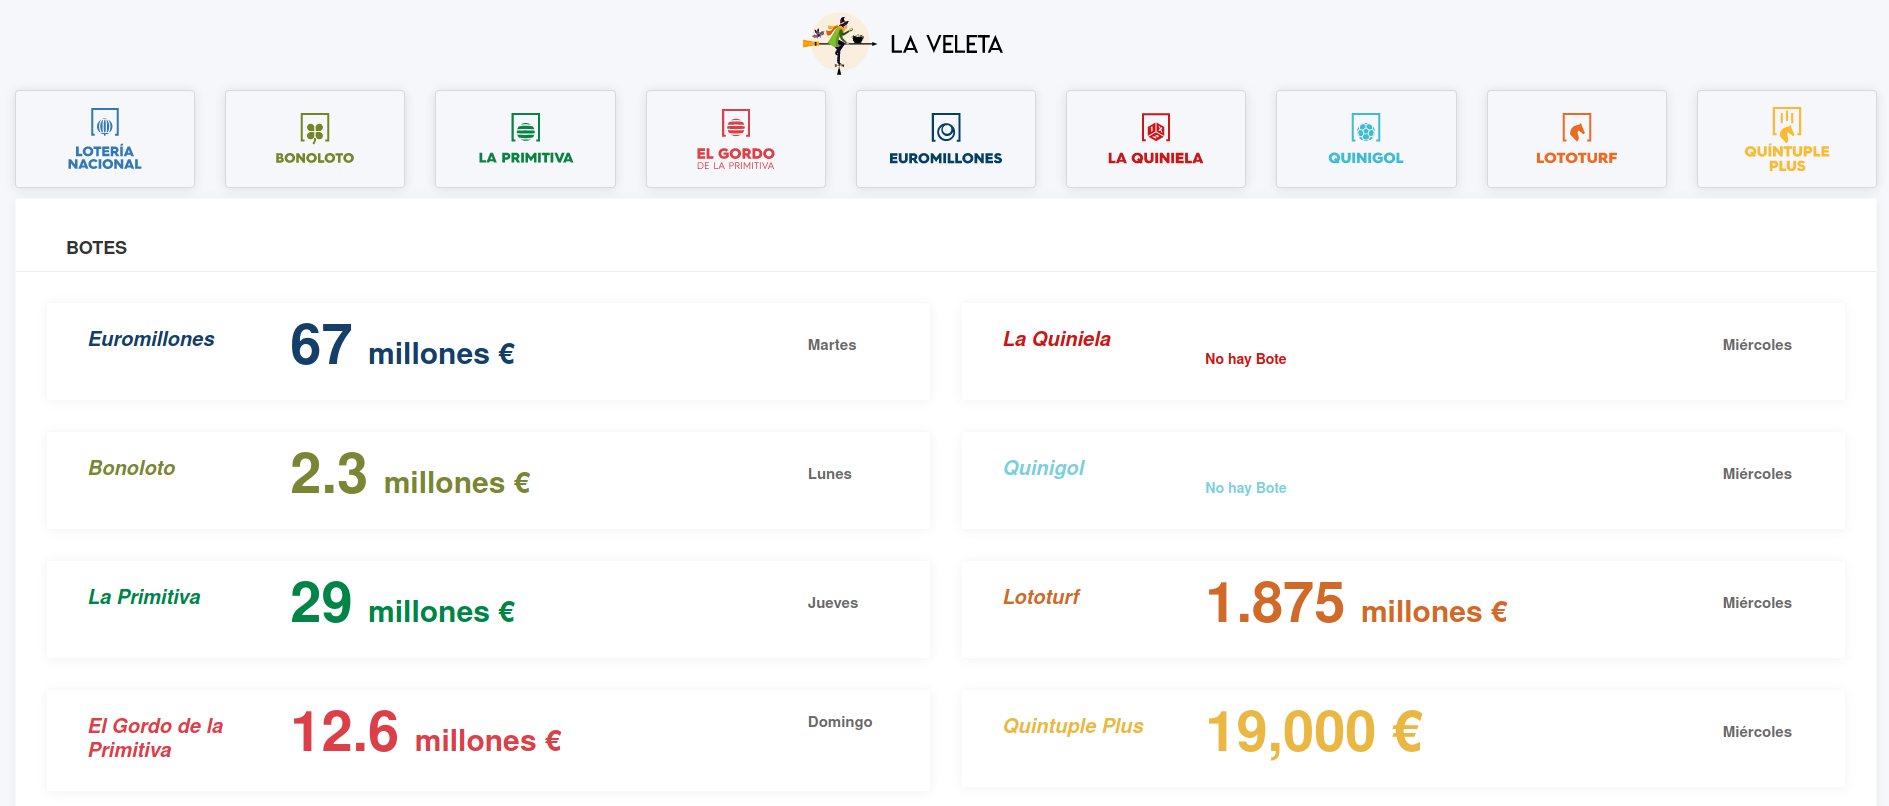 LA VELETA
LOTERÍA
NACIONAL
BONOLOTO
LA PRIMITIVA
EL GORDO
DE LA PRIMITIVA
EUROMILLONES
LA QUINIELA
QUINIGOL
LOTOTURF
QUÍNTUPLE
PLUS
BOTES
Euromillones 67 millones € Martes
La Quiniela No hay Bote Miércoles
Bonoloto 2.3 millones € Lunes
Quinigol No hay Bote Miércoles
La Primitiva 29 millones € Jueves
Lototurf 1.875 millones € Miércoles
El Gordo de la
Primitiva
12.6 millones € Domingo
Quintuple Plus 19,000 € Miércoles